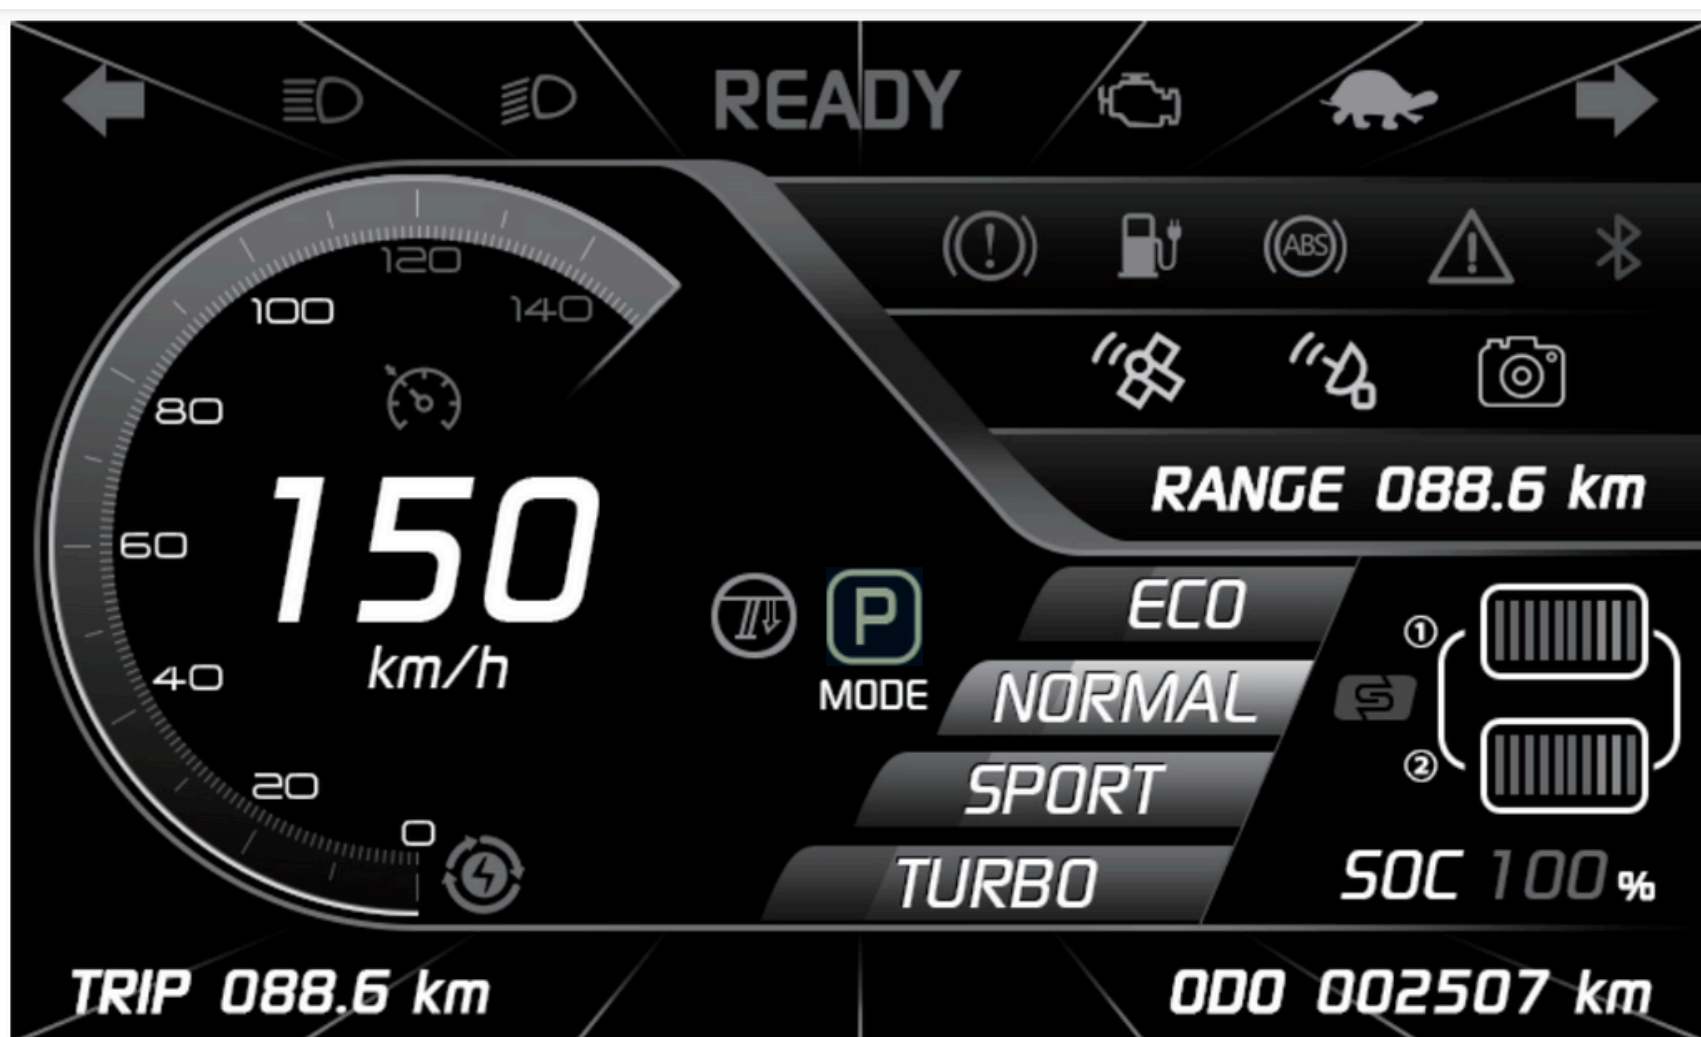 READY
120
100
140
ABS
80
RANGE 088.6 km
60
150
km/h
P
MODE
ECO
①
40
NORMAL
SPORT
②
20
0
TURBO
SOC 100 %
TRIP 088.6 km
ODO 002507 km